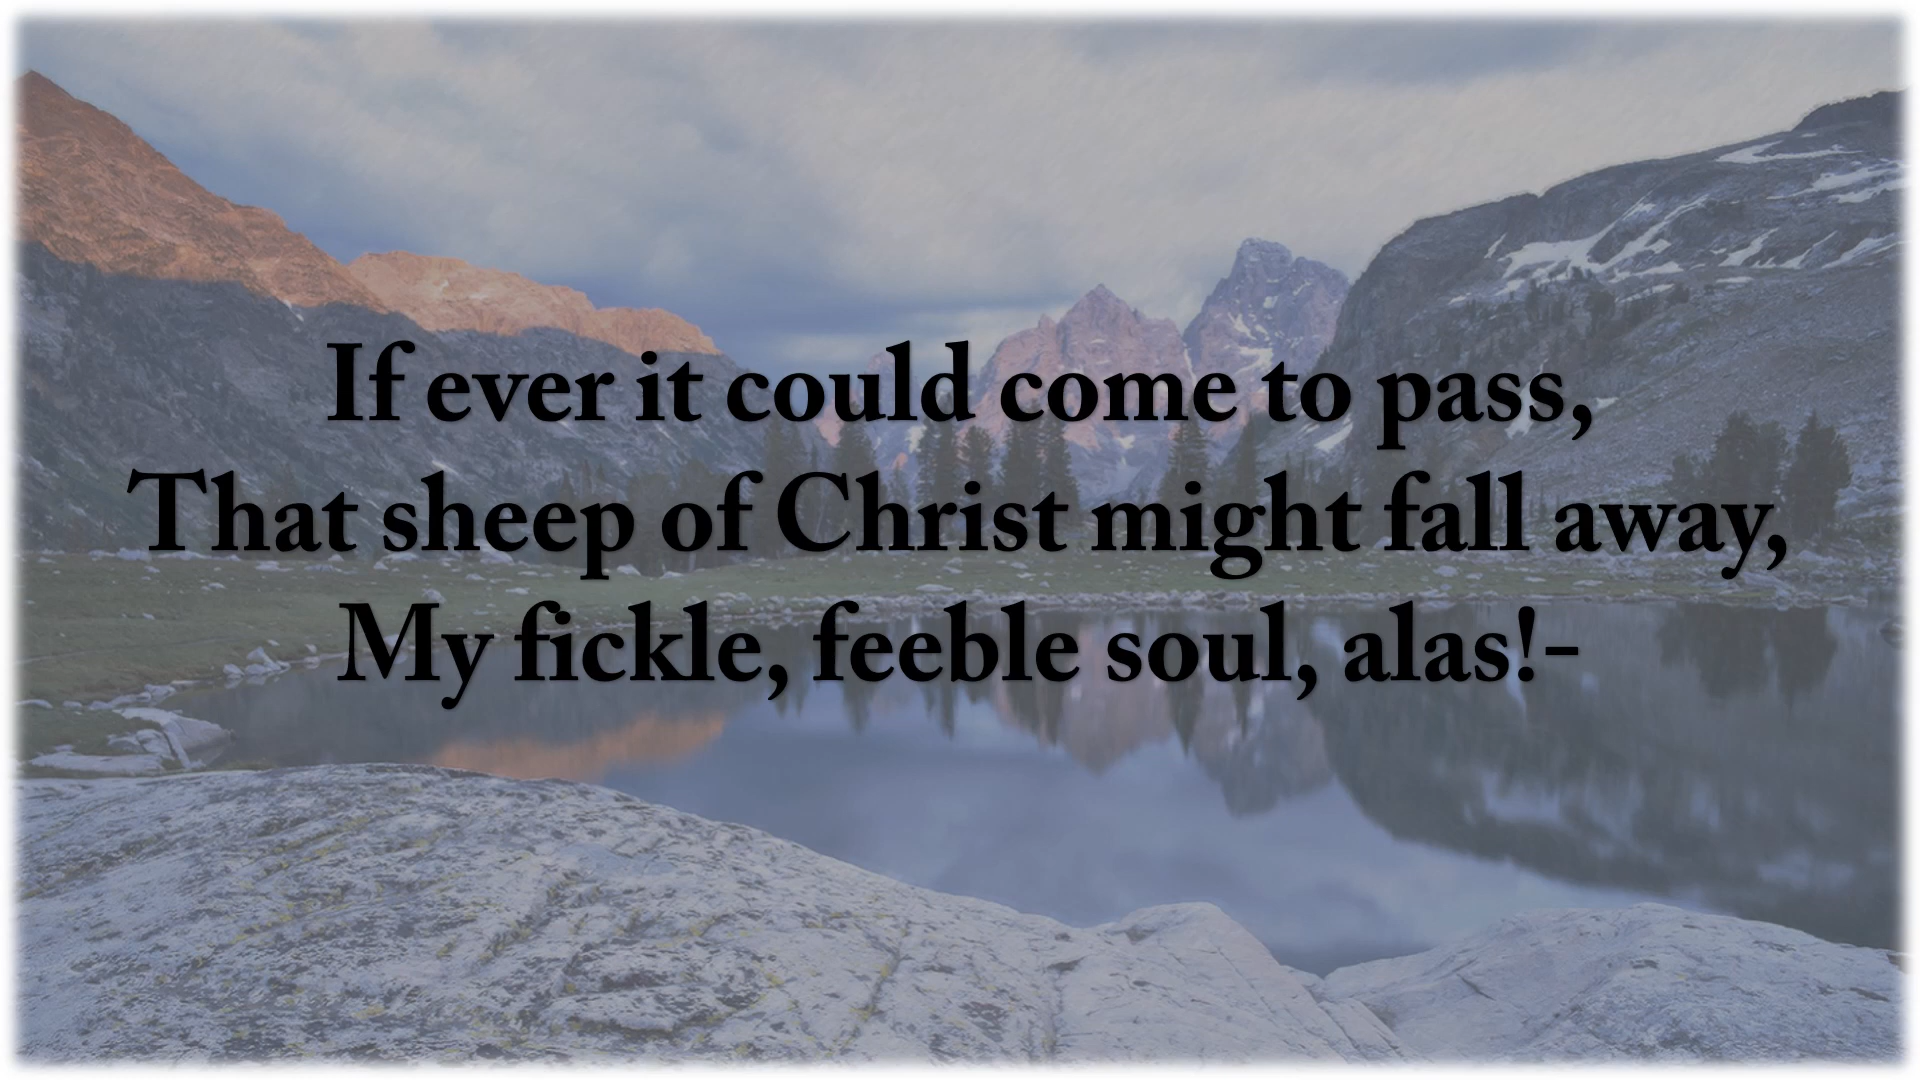 If ever it could come to pass,
That sheep of Christ might fall away,
My fickle, feeble soul, alas!-